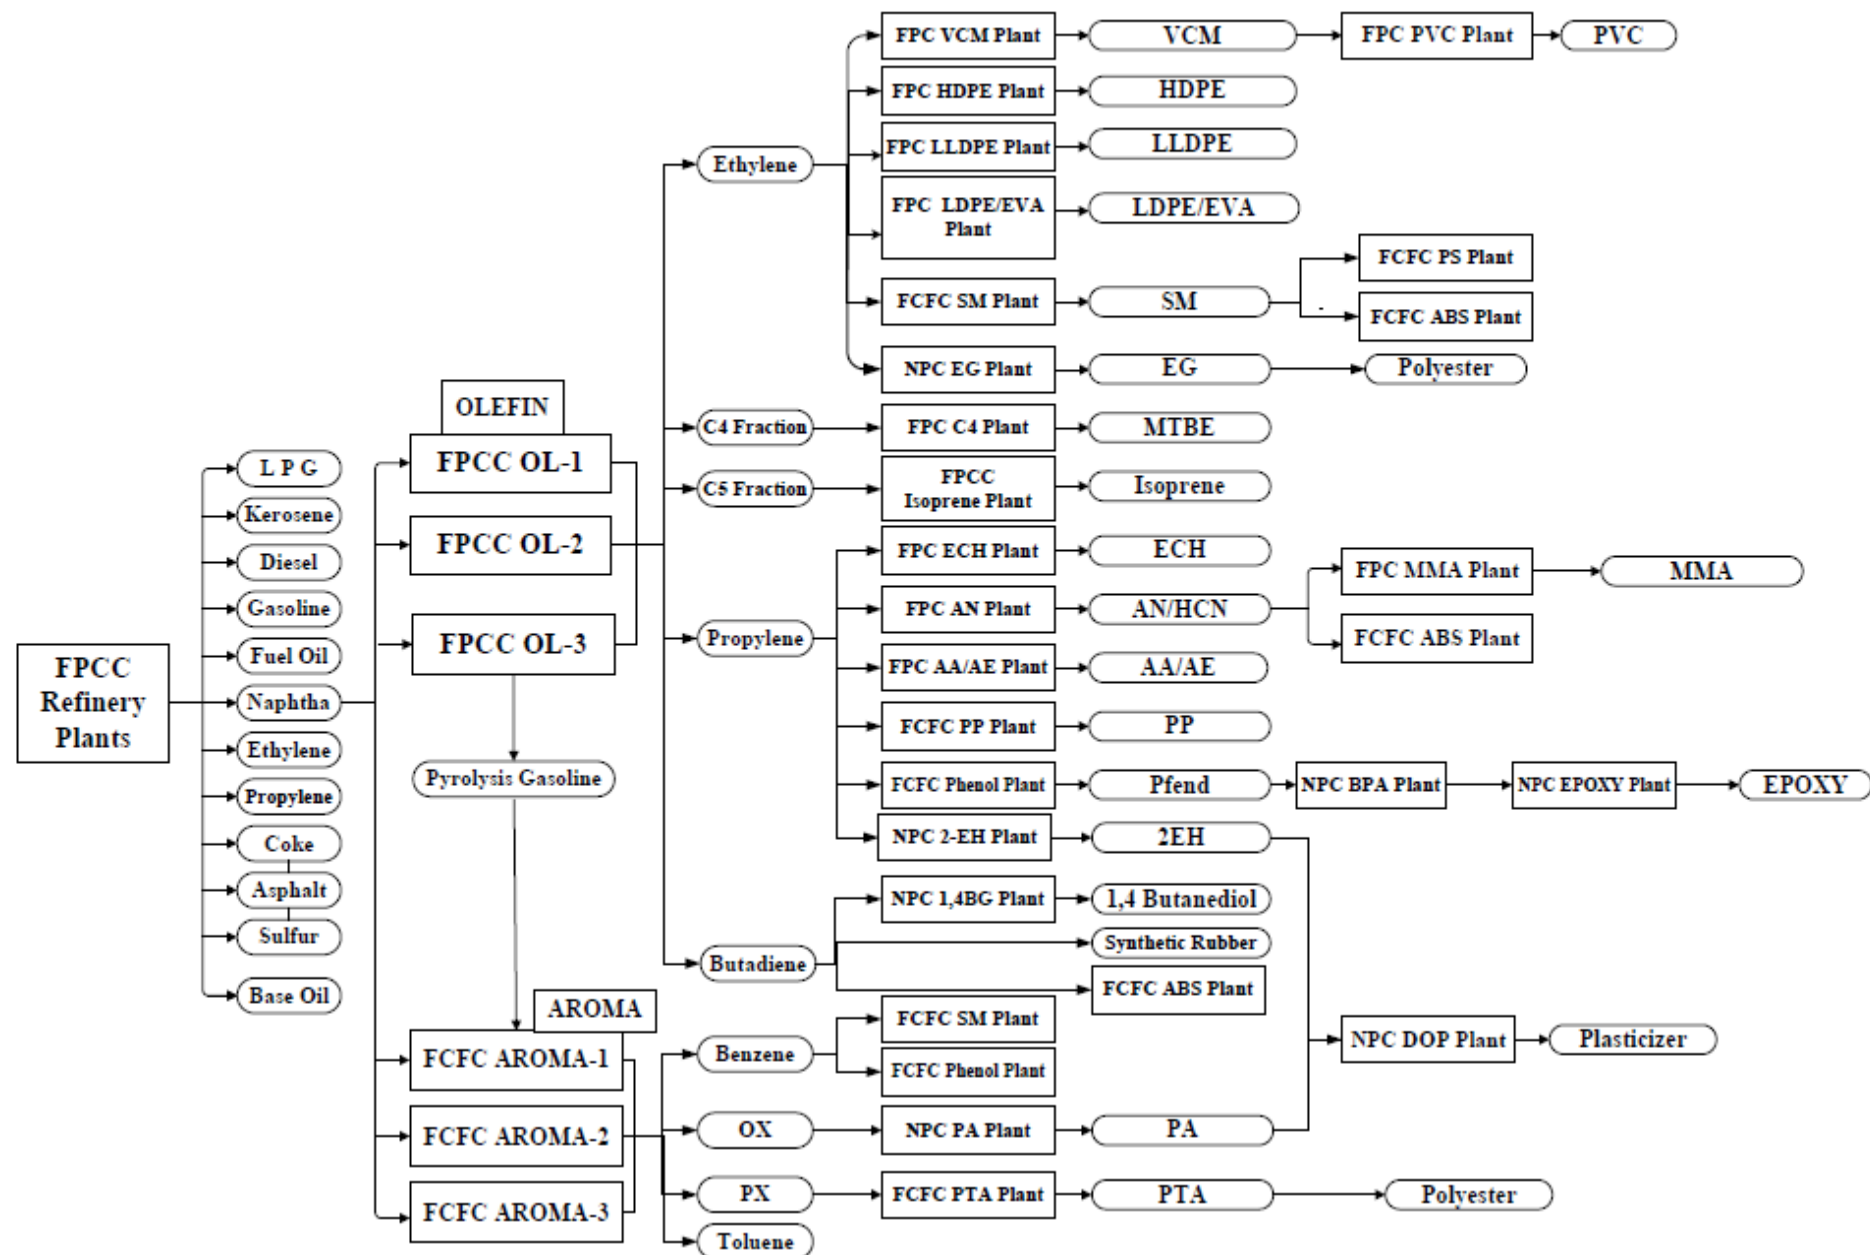 FPCC
Refinery
Plants
L P G
Kerosene
Diesel
Gasoline
Fuel Oil
Naphtha
Ethylene
Propylene
Coke
Asphalt
Sulfur
Base Oil
OLEFIN
FPCC OL-1
FPCC OL-2
FPCC OL-3
Pyrolysis Gasoline
AROMA
FCFC AROMA-1
FCFC AROMA-2
FCFC AROMA-3
Ethylene
C4 Fraction
C5 Fraction
Propylene
Butadiene
Benzene
OX
PX
Toluene
FPC VCM Plant
VCM
FPC PVC Plant
PVC
FPC HDPE Plant
HDPE
FPC LLDPE Plant
LLDPE
FPC LDPE/EVA
Plant
LDPE/EVA
FCFC SM Plant
SM
FCFC PS Plant
FCFC ABS Plant
NPC EG Plant
EG
Polyester
FPC C4 Plant
MTBE
FPCC
Isoprene Plant
Isoprene
FPC ECH Plant
ECH
FPC AN Plant
AN/HCN
FPC MMA Plant
MMA
FCFC ABS Plant
FPC AA/AE Plant
AA/AE
FCFC PP Plant
PP
FCFC Phenol Plant
Pfend
NPC BPA Plant
NPC EPOXY Plant
EPOXY
NPC 2-EH Plant
2EH
NPC 1,4BG Plant
1,4 Butanediol
Synthetic Rubber
FCFC ABS Plant
FCFC SM Plant
FCFC Phenol Plant
NPC DOP Plant
Plasticizer
NPC PA Plant
PA
FCFC PTA Plant
PTA
Polyester